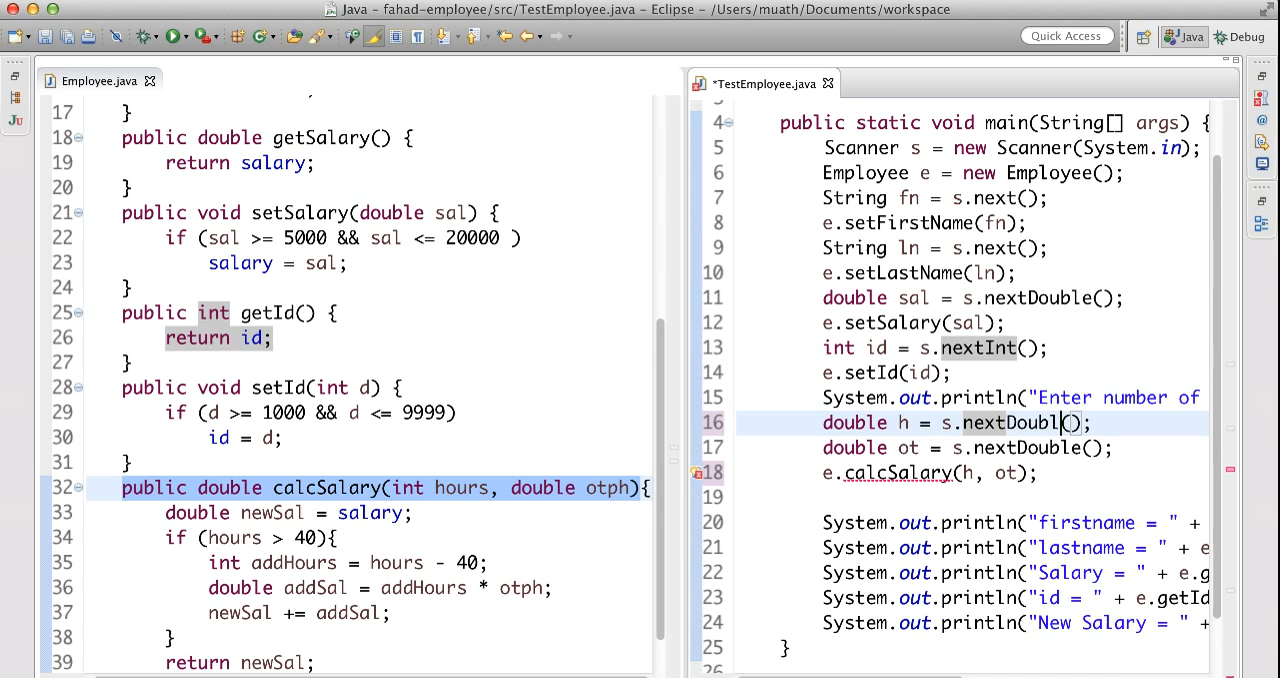 Java - fahad-employee/src/TestEmployee.java - Eclipse - /Users/muath/Documents/workspace
Quick Access
Java
Debug
Employee.java
17 }
18 public double getSalary() {
19 return salary;
20 }
21 public void setSalary(double sal) {
22 if (sal >= 5000 && sal <= 20000 )
23 salary = sal;
24 }
25 public int getId() {
26 return id;
27 }
28 public void setId(int d) {
29 if (d >= 1000 && d <= 9999)
30 id = d;
31 }
32 public double calcSalary(int hours, double otph){
33 double newSal = salary;
34 if (hours > 40){
35 int addHours = hours - 40;
36 double addSal = addHours * otph;
37 newSal += addSal;
38 }
39 return newSal;
*TestEmployee.java
4 public static void main(String[] args) {
5 Scanner s = new Scanner(System.in);
6 Employee e = new Employee();
7 String fn = s.next();
8 e.setFirstName(fn);
9 String ln = s.next();
10 e.setLastName(ln);
11 double sal = s.nextDouble();
12 e.setSalary(sal);
13 int id = s.nextInt();
14 e.setId(id);
15 System.out.println("Enter number of
16 double h = s.nextDoubl();
17 double ot = s.nextDouble();
18 e.calcSalary(h, ot);
19
20 System.out.println("firstname = " +
21 System.out.println("lastname = " + e
22 System.out.println("Salary = " + e.g
23 System.out.println("id = " + e.getId
24 System.out.println("New Salary = " +
25 }
26